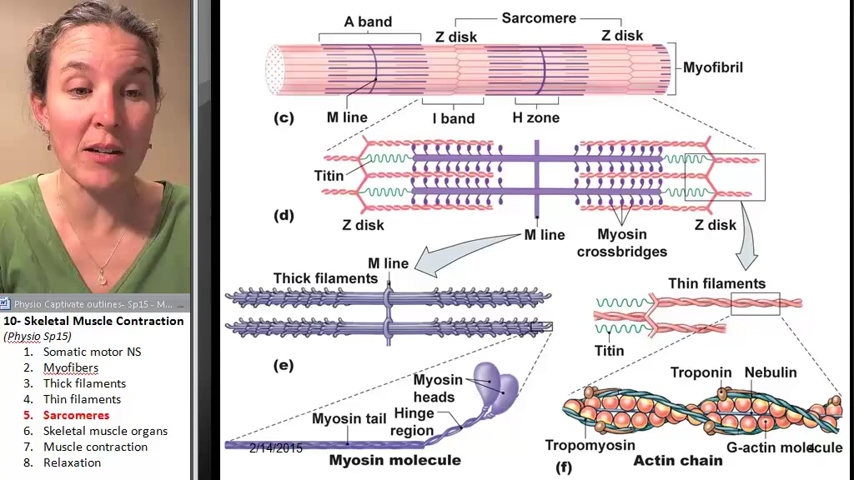 A band
Sarcomere
Z disk
Z disk
Myofibril
M line
I band
H zone
(c)
Titin
(d)
Z disk
M line
Myosin
crossbridges
Z disk
Thick filaments
M line
(e)
Thin filaments
Titin
Myosin
heads
Hinge
region
Myosin tail
2/14/2015
Myosin molecule
Troponin
Nebulin
Tropomyosin
G-actin molecule
Actin chain
(f)
Physio Captivate outlines- Sp15 - M...
10- Skeletal Muscle Contraction
(Physio Sp15)
1. Somatic motor NS
2. Myofibers
3. Thick filaments
4. Thin filaments
5. Sarcomeres
6. Skeletal muscle organs
7. Muscle contraction
8. Relaxation